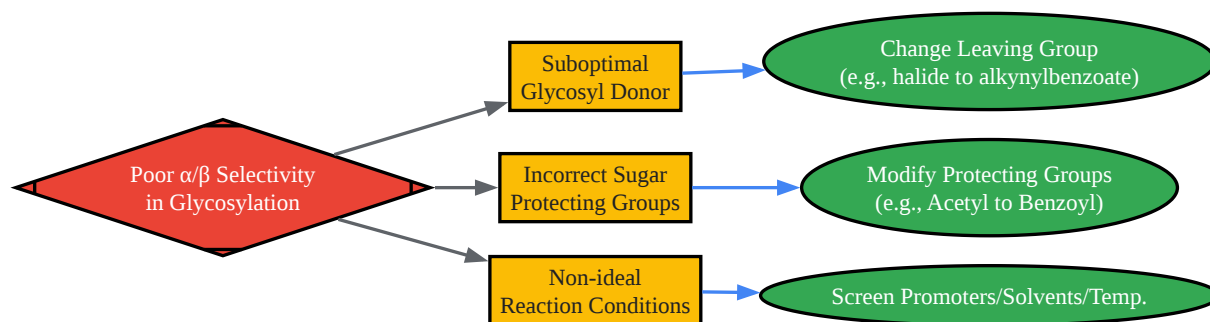 Poor α/β Selectivity
in Glycosylation
Suboptimal
Glycosyl Donor
Change Leaving Group
(e.g., halide to alkynylbenzoate)
Incorrect Sugar
Protecting Groups
Modify Protecting Groups
(e.g., Acetyl to Benzoyl)
Non-ideal
Reaction Conditions
Screen Promoters/Solvents/Temp.